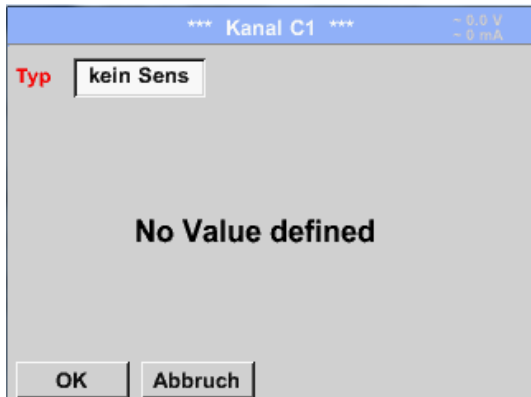 *** Kanal C1 ***
~ 0.0 V
~ 0 mA
Typ kein Sens
No Value defined
OK Abbruch